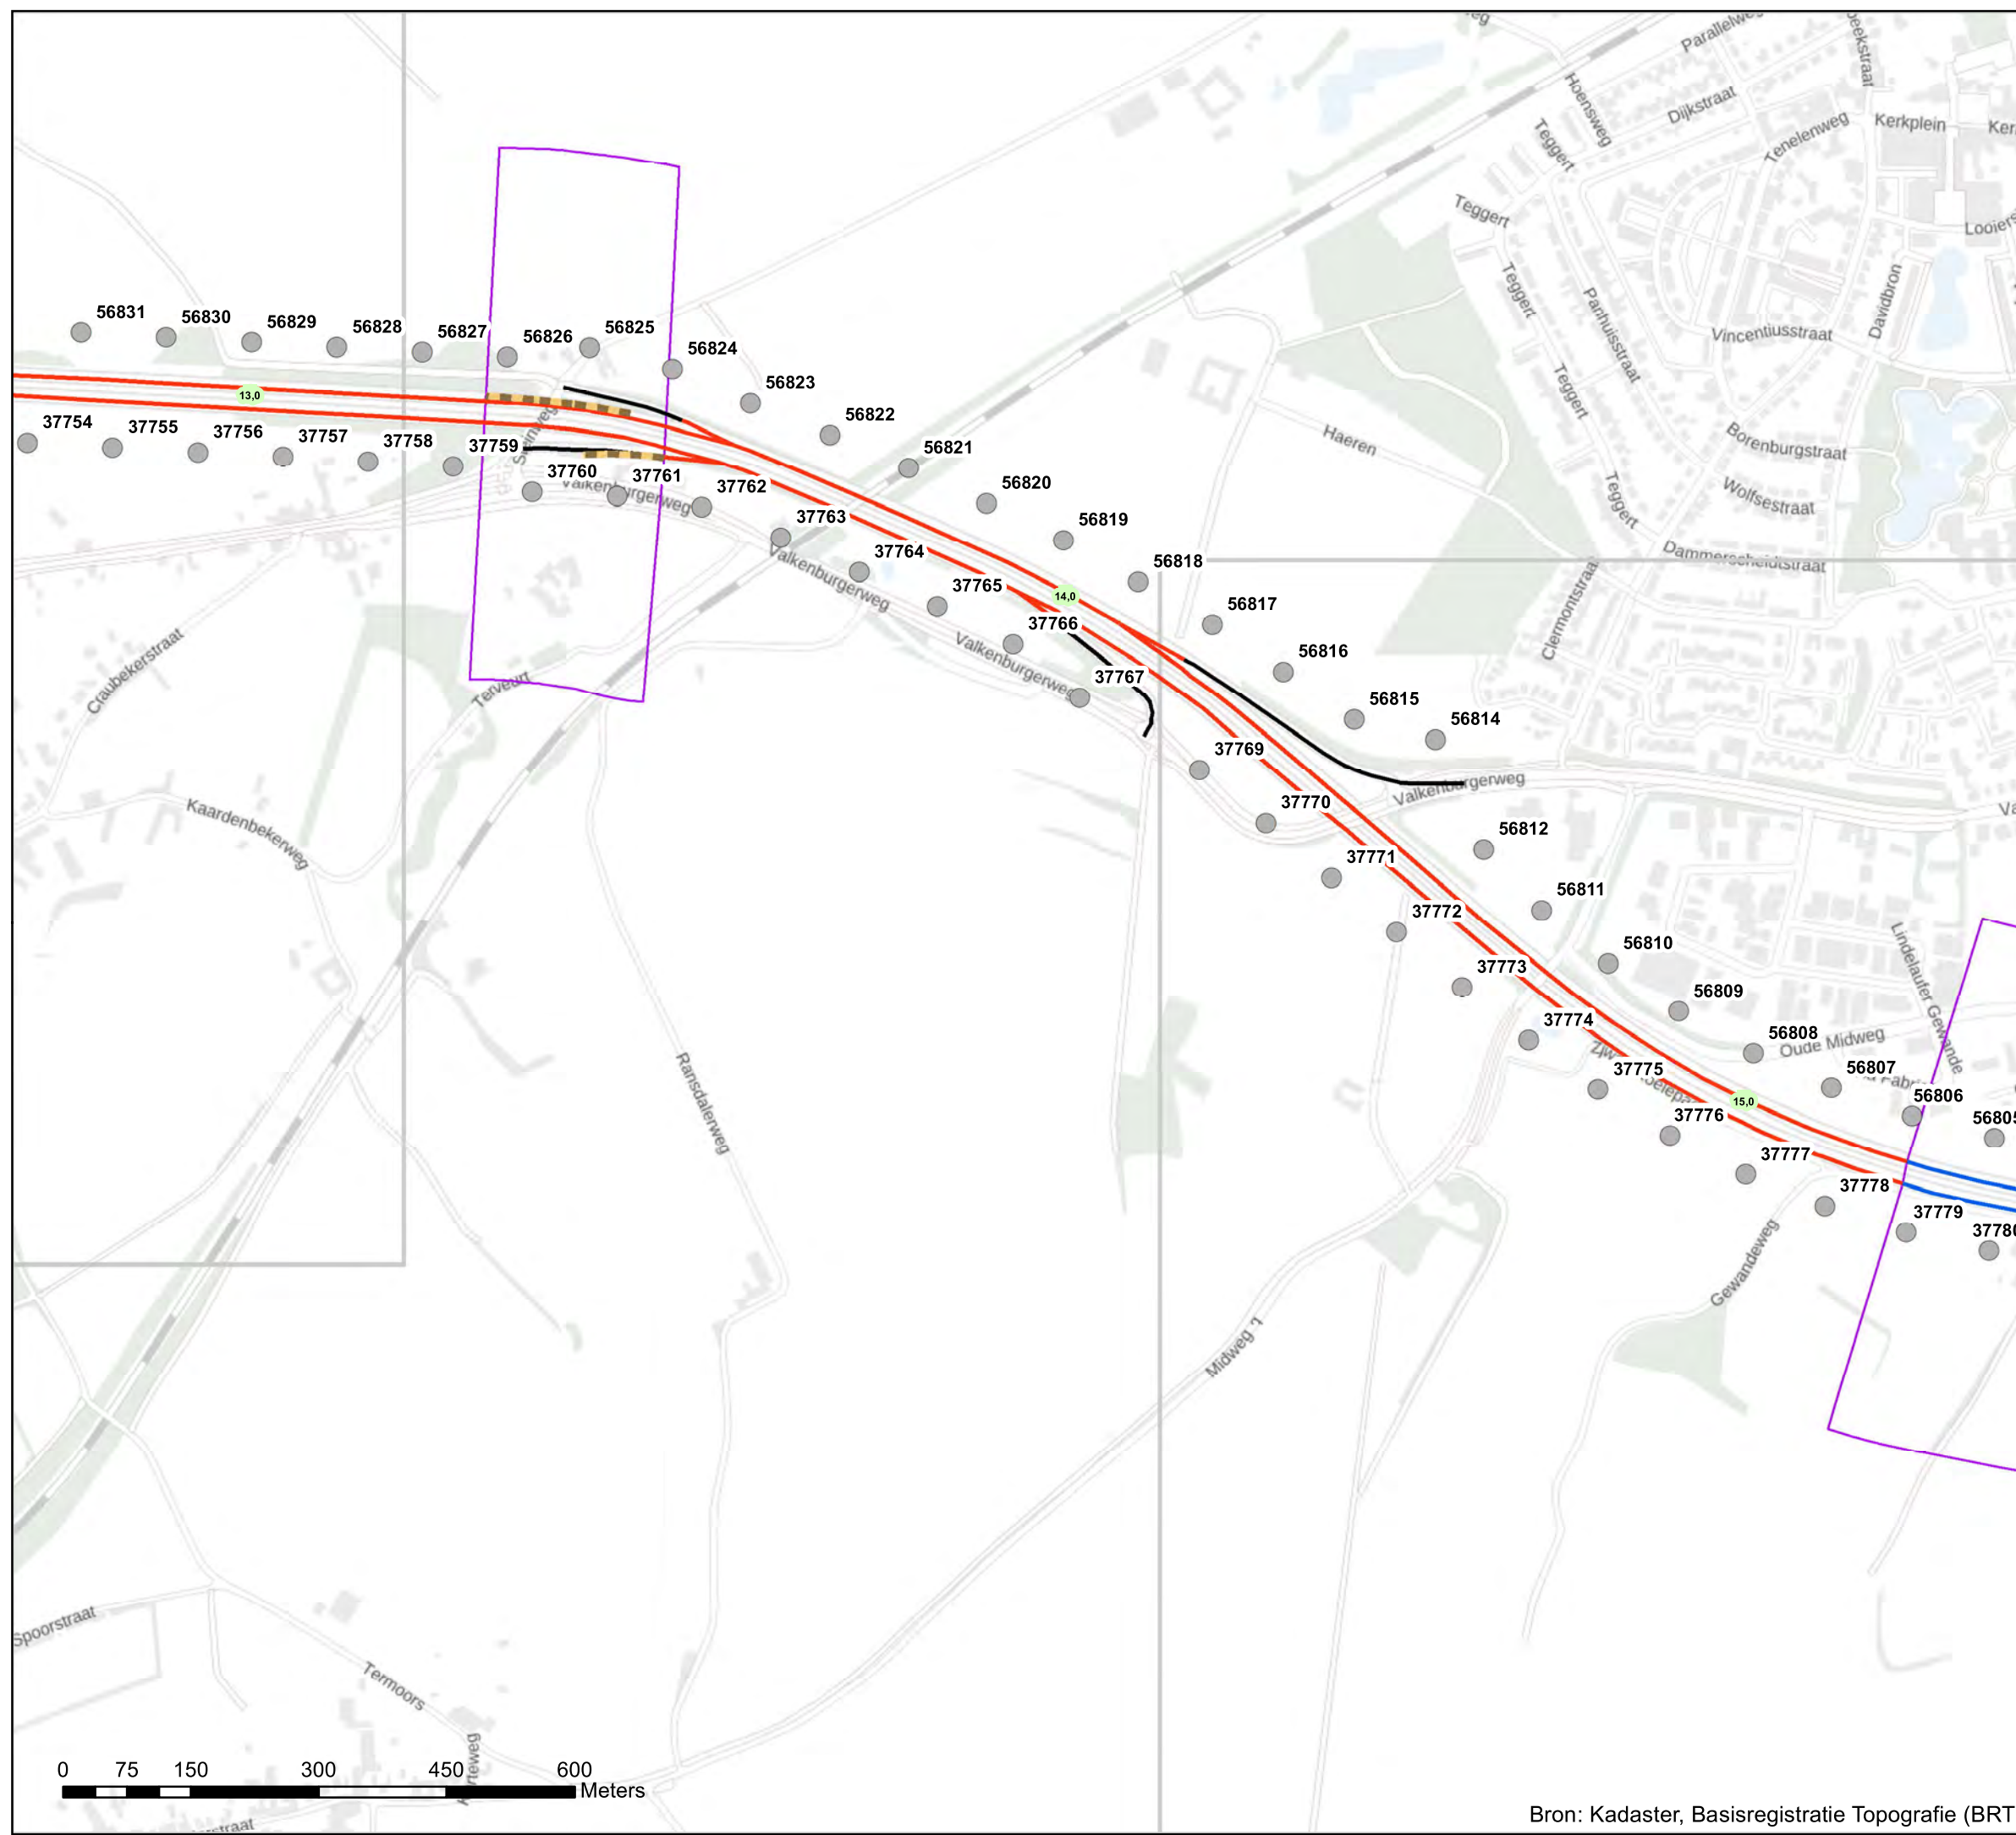 Parallelweg
Hoensweg
Dijkstraat
Teggert
Tenelenweg
Kerkplein
Teggert
Teggert
Panhuisstraat
Davidbron
Vincentiusstraat
Teggert
Borenburgstraat
Haeren
Teggert
Wolfsestraat
Dammerscheidtstraat
Clermontstraat
56831
56830
56829
56828
56827
56826
56825
56824
56823
56822
56821
56820
56819
56818
56817
56816
56815
56814
56812
56811
56810
56809
56808
56807
56806
56805
13,0
14,0
15,0
37754
37755
37756
37757
37758
37759
37760
37761
37762
37763
37764
37765
37766
37767
37769
37770
37771
37772
37773
37774
37775
37776
37777
37778
37779
3778
Valkenburgerweg
Valkenburgerweg
Valkenburgerweg
Valkenburgerweg
Craubekerstraat
Terveurt
Kaardenbekerweg
Ransdalerweg
Lindelaufer Gewande
Oude Midweg
Gewandeweg
Midweg
Spoorstraat
Termoors
0 75 150 300 450 600
Meters
Bron: Kadaster, Basisregistratie Topografie (BRT